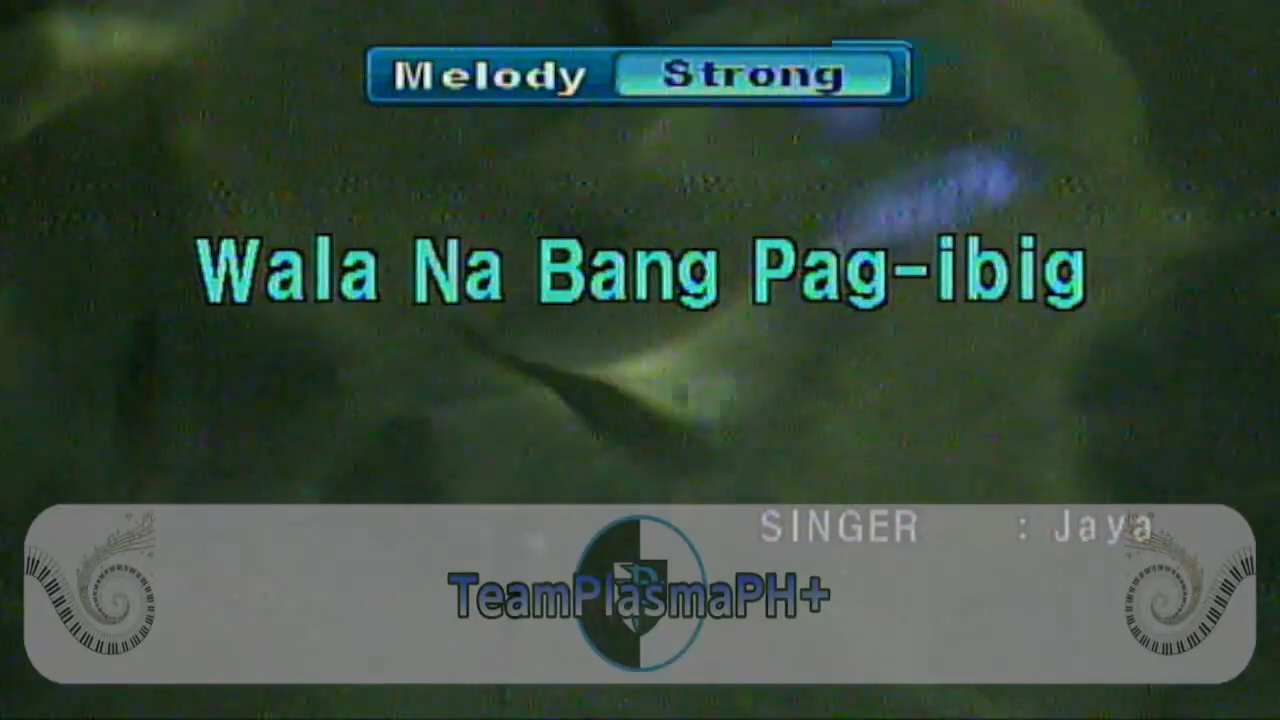 Melody Strong
Wala Na Bang Pag-ibig
SINGER : Jaya
TeamPlasmaPH+